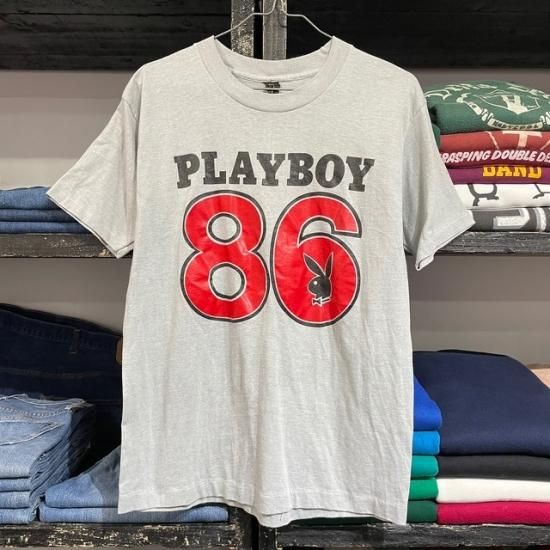 PLAYBOY
86
RASPING DOUBLE DE
BAND